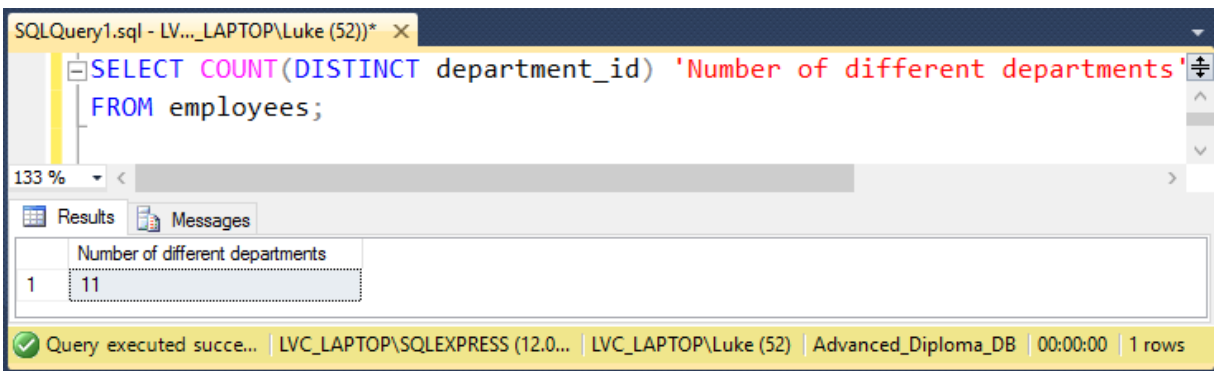 SQLQuery1.sql - LV..._LAPTOP\Luke (52))*
SELECT COUNT(DISTINCT department_id) 'Number of different departments'
FROM employees;
133 %
Results Messages
Number of different departments
1 11
Query executed succe... LVC_LAPTOP\SQLEXPRESS (12.0... LVC_LAPTOP\Luke (52) Advanced_Diploma_DB 00:00:00 1 rows